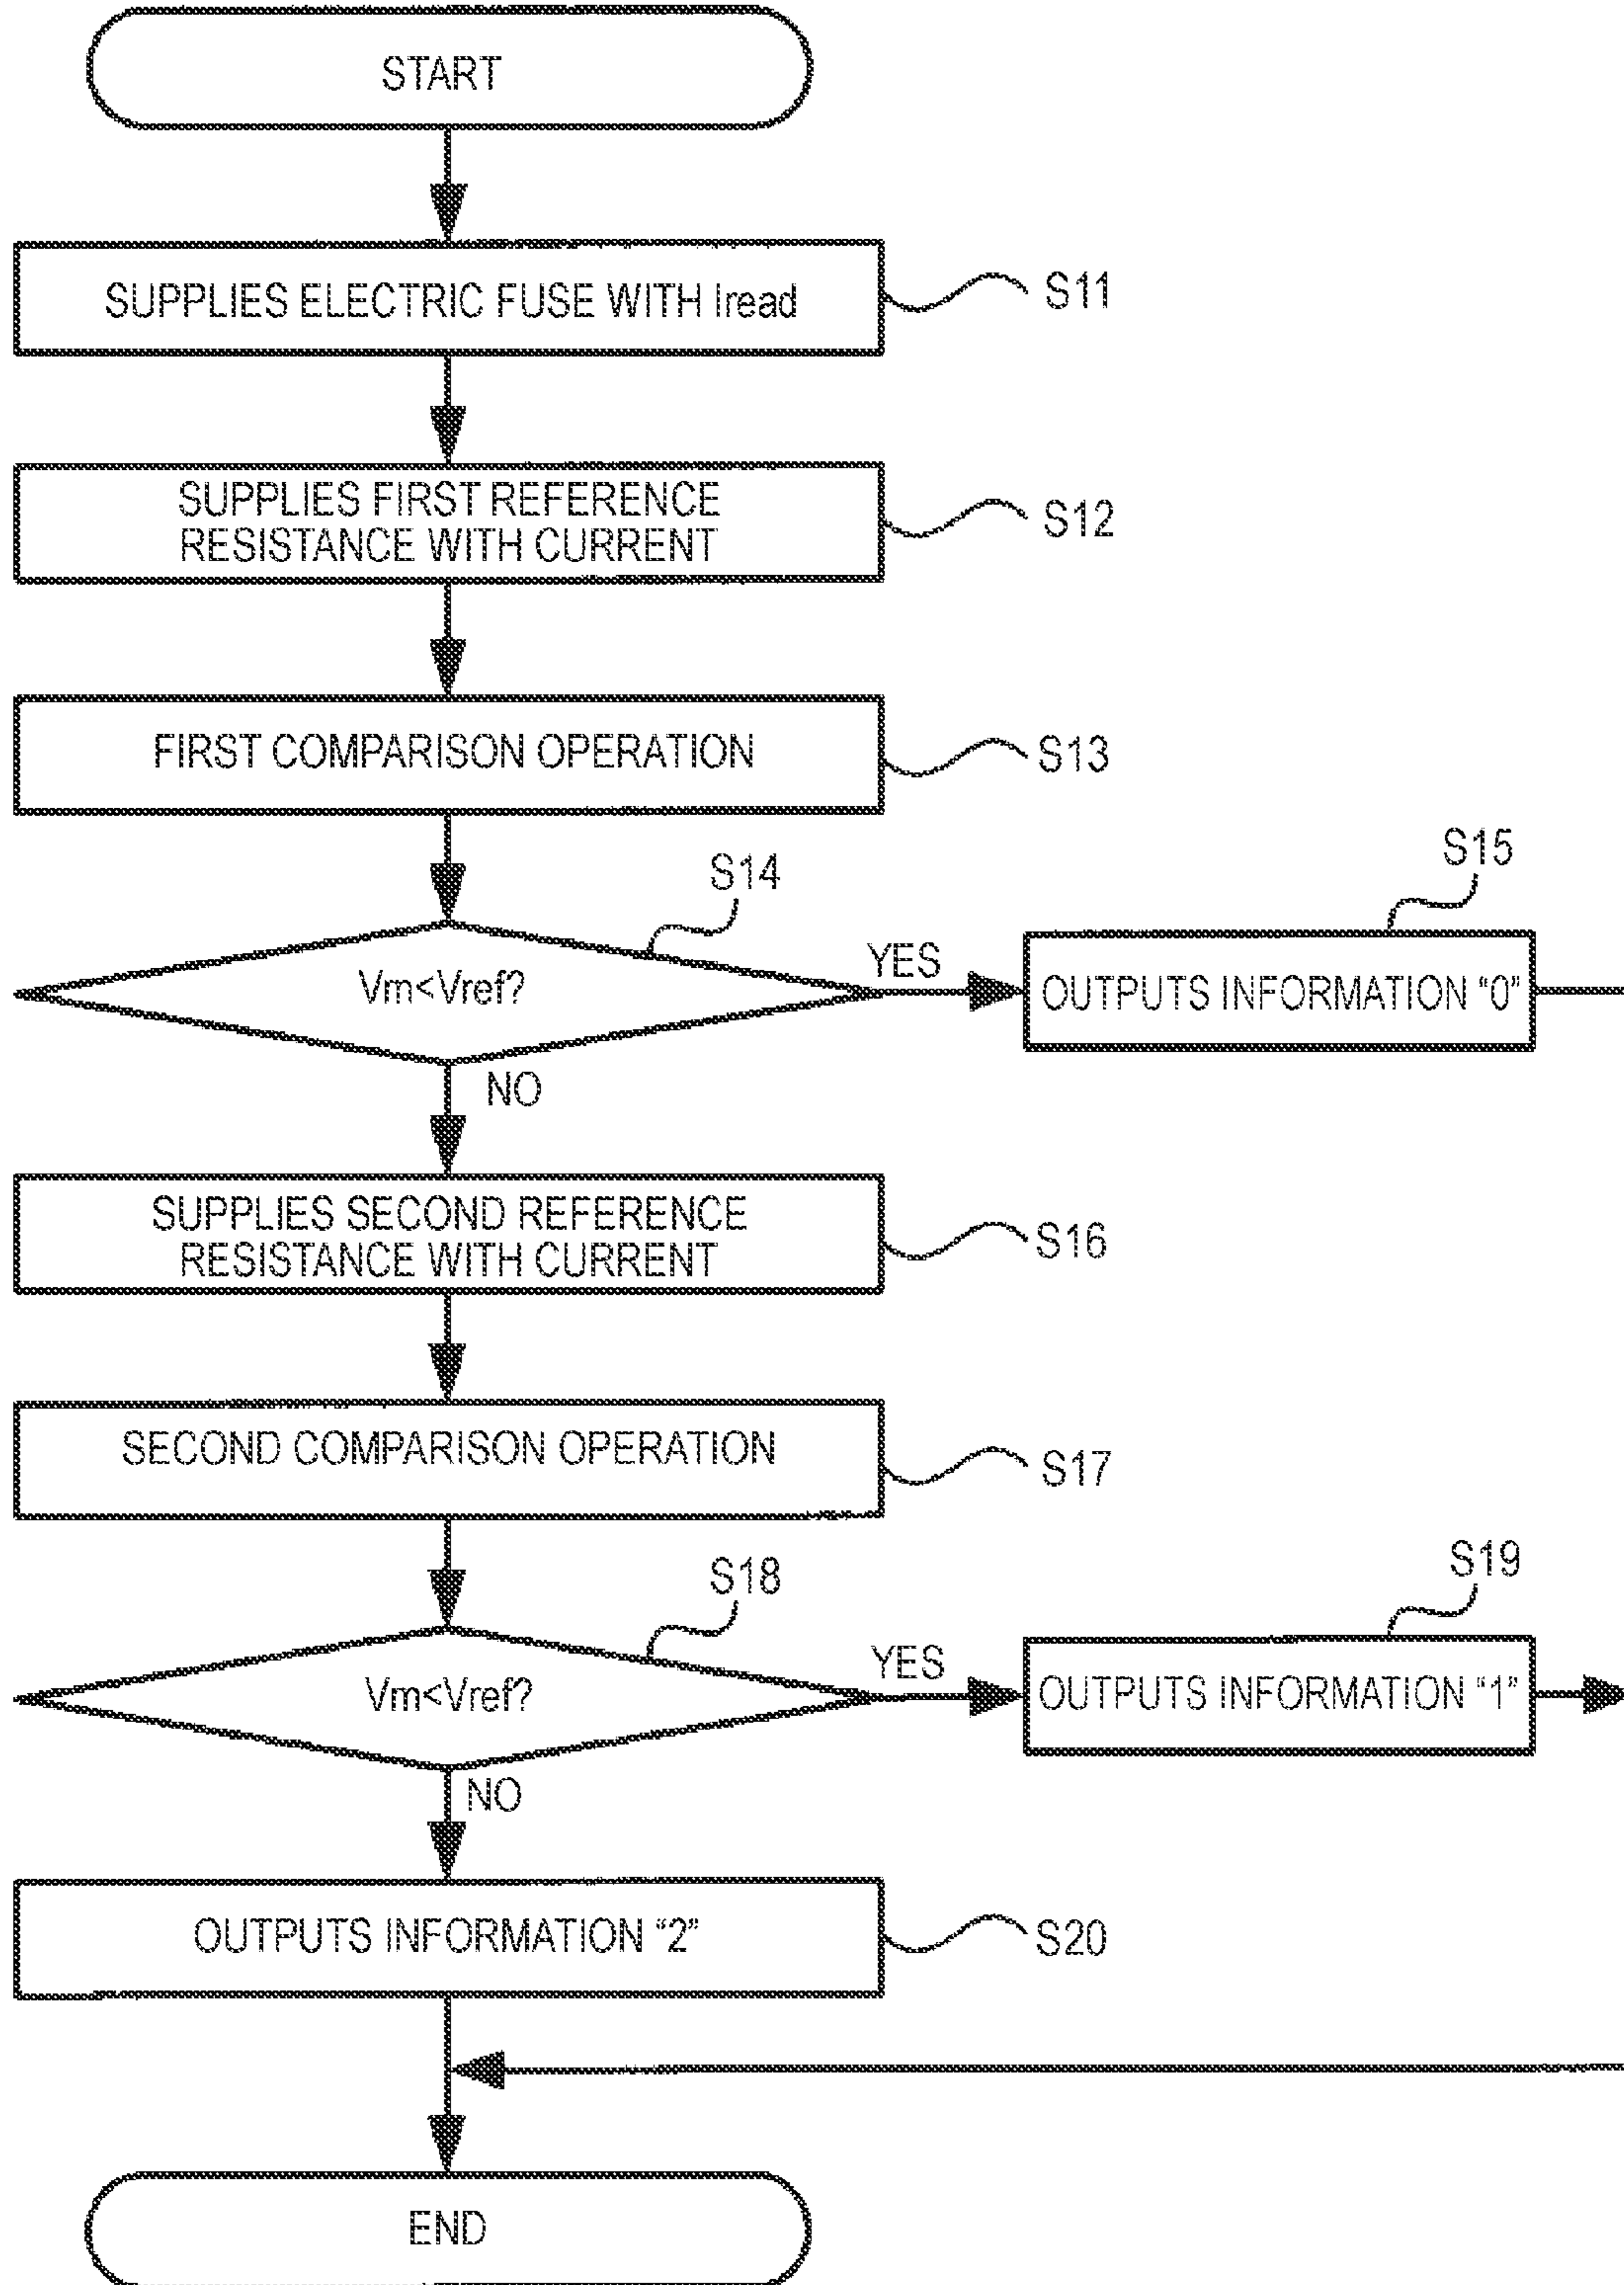 START
SUPPLIES ELECTRIC FUSE WITH Iread
S11
SUPPLIES FIRST REFERENCE
RESISTANCE WITH CURRENT
S12
FIRST COMPARISON OPERATION
S13
S14
Vm<Vref?
YES
S15
OUTPUTS INFORMATION "0"
NO
SUPPLIES SECOND REFERENCE
RESISTANCE WITH CURRENT
S16
SECOND COMPARISON OPERATION
S17
S18
Vm<Vref?
YES
S19
OUTPUTS INFORMATION "1"
NO
OUTPUTS INFORMATION "2"
S20
END